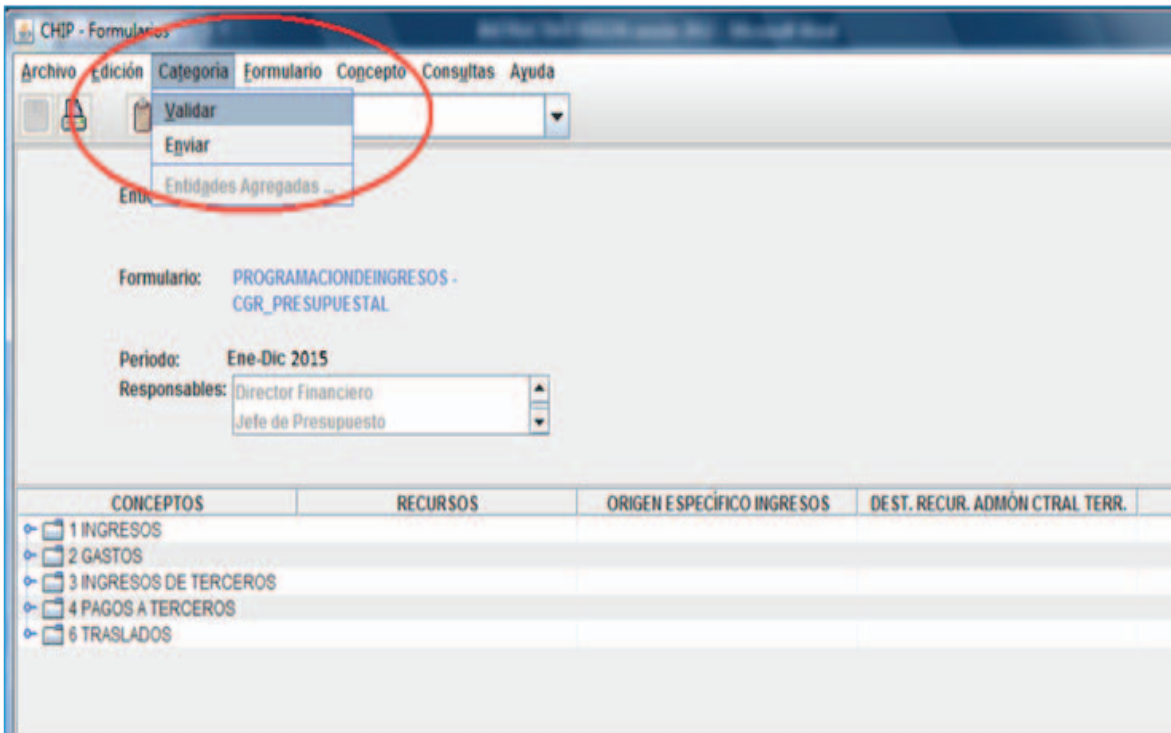 CHIP - Formularios
Archivo Edición Categoria Formulario Concepto Consultas Ayuda
Validar
Enviar
Entidades Agregadas ...
Formulario: PROGRAMACIONDEINGRESOS -
CGR_PRESUPUESTAL
Periodo: Ene-Dic 2015
Responsables: Director Financiero
Jefe de Presupuesto
CONCEPTOS RECURSOS ORIGEN ESPECÍFICO INGRESOS DEST. RECUR. ADMÓN CTRAL TERR.
1 INGRESOS
2 GASTOS
3 INGRESOS DE TERCEROS
4 PAGOS A TERCEROS
6 TRASLADOS